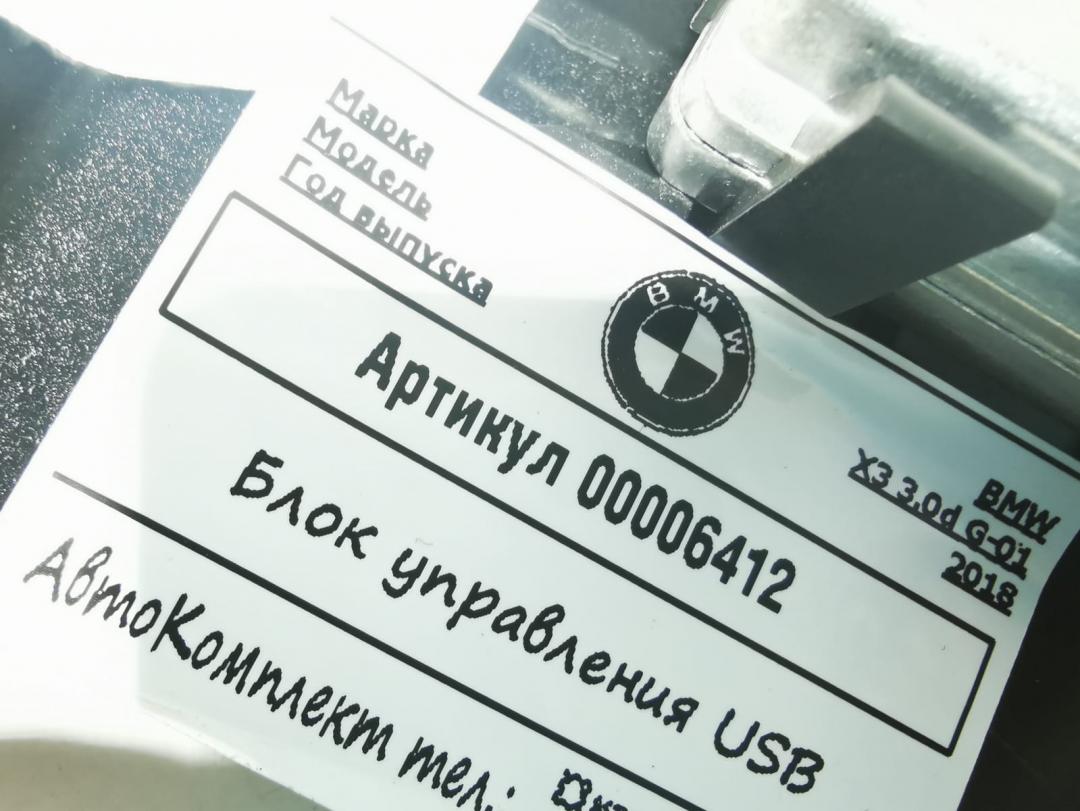 Марка
Модель
Год выпуска
BMW
BMW
X3 3.0d G-01
2018
Артикул 00006412
Блок управления USB
АвтоКомплект тел.: